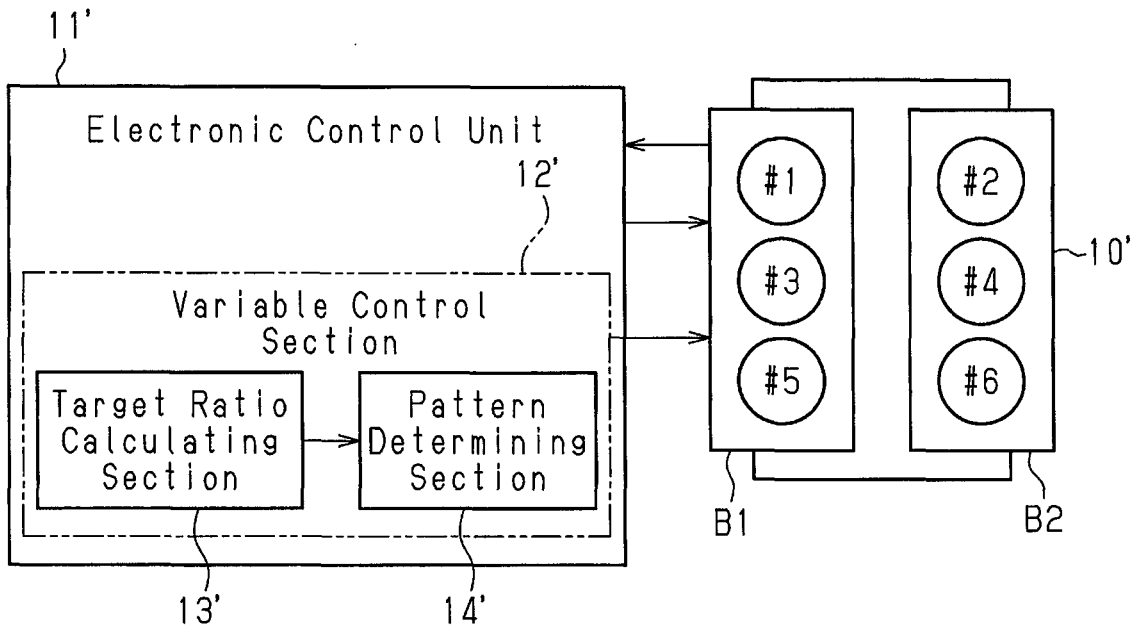 11'
Electronic Control Unit
12'
Variable Control
Section
Target Ratio
Calculating
Section
Pattern
Determining
Section
13'
14'
#1
#2
#3
#4
#5
#6
10'
B1
B2